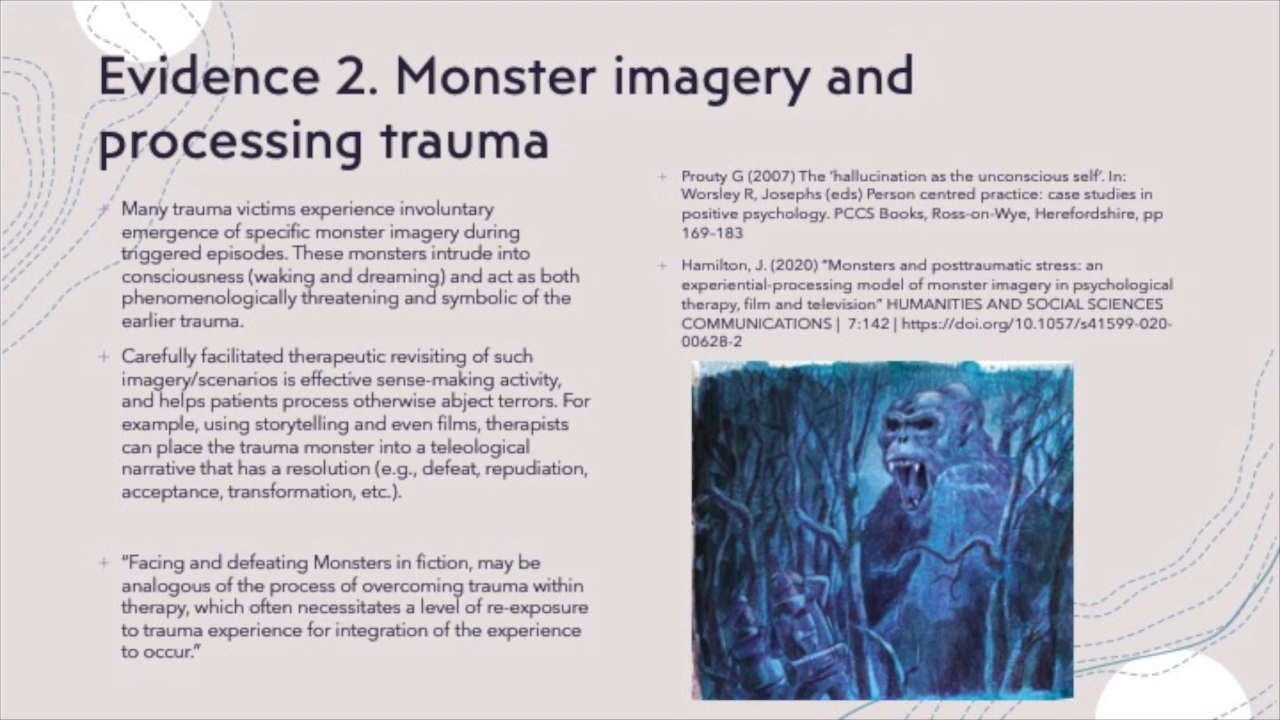 Evidence 2. Monster imagery and
processing trauma
+ Many trauma victims experience involuntary
emergence of specific monster imagery during
triggered episodes. These monsters intrude into
consciousness (waking and dreaming) and act as both
phenomenologically threatening and symbolic of the
earlier trauma.
+ Carefully facilitated therapeutic revisiting of such
imagery/scenarios is effective sense-making activity,
and helps patients process otherwise abject terrors. For
example, using storytelling and even films, therapists
can place the trauma monster into a teleological
narrative that has a resolution (e.g., defeat, repudiation,
acceptance, transformation, etc.).
+ "Facing and defeating Monsters in fiction, may be
analogous of the process of overcoming trauma within
therapy, which often necessitates a level of re-exposure
to trauma experience for integration of the experience
to occur."
+ Prouty G (2007) The 'hallucination as the unconscious self'. In:
Worsley R, Josephs (eds) Person centred practice: case studies in
positive psychology. PCCS Books, Ross-on-Wye, Herefordshire, pp
169–183
+ Hamilton, J. (2020) "Monsters and posttraumatic stress: an
experiential-processing model of monster imagery in psychological
therapy, film and television" HUMANITIES AND SOCIAL SCIENCES
COMMUNICATIONS | 7:142 | https://doi.org/10.1057/s41599-020-
00628-2